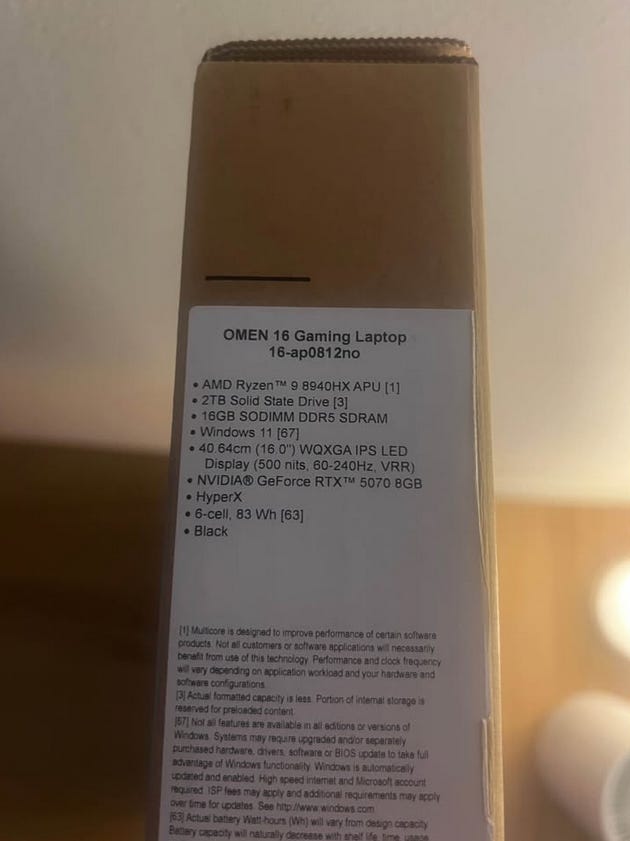 OMEN 16 Gaming Laptop
16-ap0812no
• AMD Ryzen™ 9 8940HX APU [1]
• 2TB Solid State Drive [3]
• 16GB SODIMM DDR5 SDRAM
• Windows 11 [67]
• 40.64cm (16.0") WQXGA IPS LED
Display (500 nits, 60-240Hz, VRR)
• NVIDIA® GeForce RTX™ 5070 8GB
• HyperX
• 6-cell, 83 Wh [63]
• Black
[1] Multicore is designed to improve performance of certain software
products. Not all customers or software applications will necessarily
benefit from use of this technology. Performance and clock frequency
will vary depending on application workload and your hardware and
software configurations.
[3] Actual formatted capacity is less. Portion of internal storage is
reserved for preloaded content.
[67] Not all features are available in all editions or versions of
Windows. Systems may require upgraded and/or separately
purchased hardware, drivers, software or BIOS update to take full
advantage of Windows functionality. Windows is automatically
updated and enabled. High speed internet and Microsoft account
required. ISP fees may apply and additional requirements may apply
over time for updates. See http://www.windows.com
[63] Actual battery Watt-hours (Wh) will vary from design capacity.
Battery capacity will naturally decrease with shelf life, time, usage